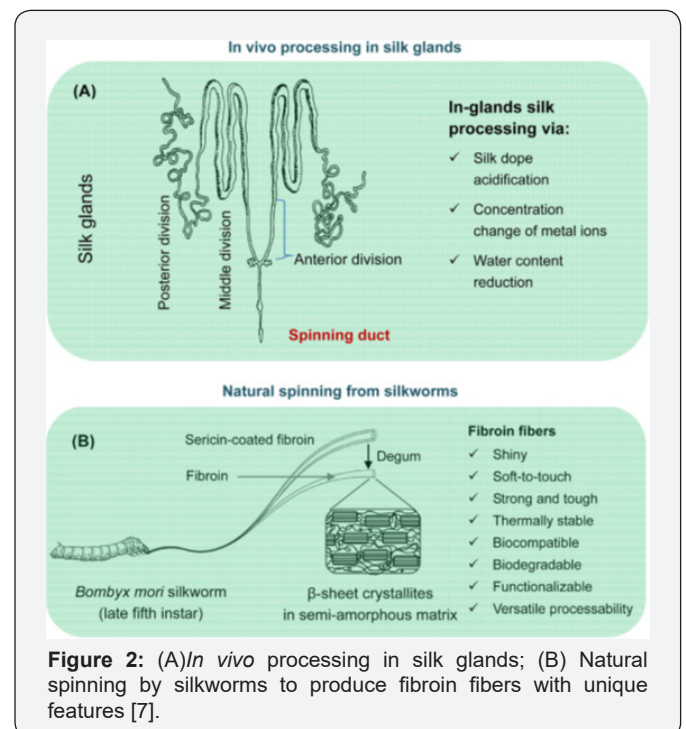 In vivo processing in silk glands
(A)
Silk glands
Posterior division
Middle division
Anterior division
Spinning duct
In-glands silk
processing via:
✓ Silk dope
acidification
✓ Concentration
change of metal ions
✓ Water content
reduction
Natural spinning from silkworms
(B)
Sericin-coated fibroin
Degum
Fibroin
Bombyx mori silkworm
(late fifth instar)
β-sheet crystallites
in semi-amorphous matrix
Fibroin fibers
✓ Shiny
✓ Soft-to-touch
✓ Strong and tough
✓ Thermally stable
✓ Biocompatible
✓ Biodegradable
✓ Functionalizable
✓ Versatile processability
Figure 2: (A)In vivo processing in silk glands; (B) Natural
spinning by silkworms to produce fibroin fibers with unique
features [7].